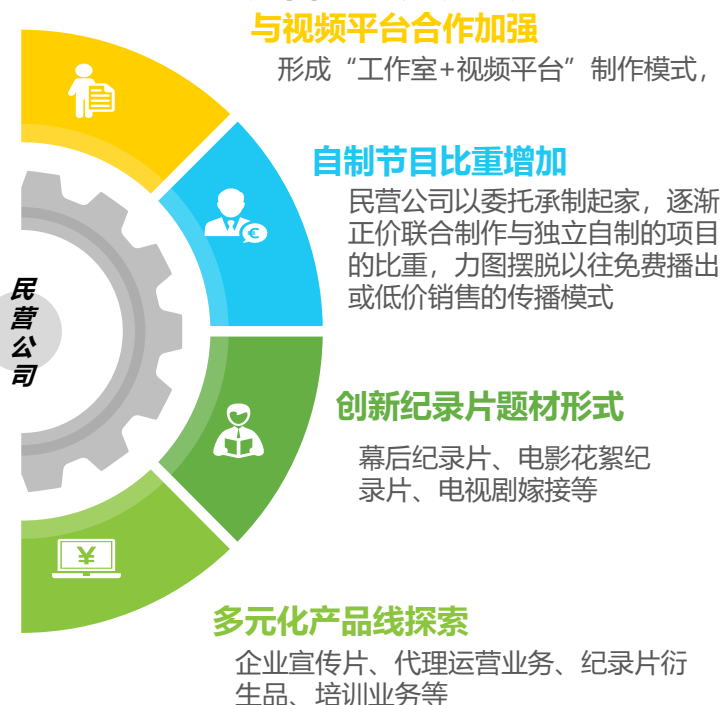 与视频平台合作加强
形成“工作室+视频平台”制作模式，
自制节目比重增加
民营公司以委托承制起家，逐渐
正价联合制作与独立自制的项目
的比重，力图摆脱以往免费播出
或低价销售的传播模式
民营公司
创新纪录片题材形式
幕后纪录片、电影花絮纪
录片、电视剧嫁接等
¥
多元化产品线探索
企业宣传片、代理运营业务、纪录片衍
生品、培训业务等